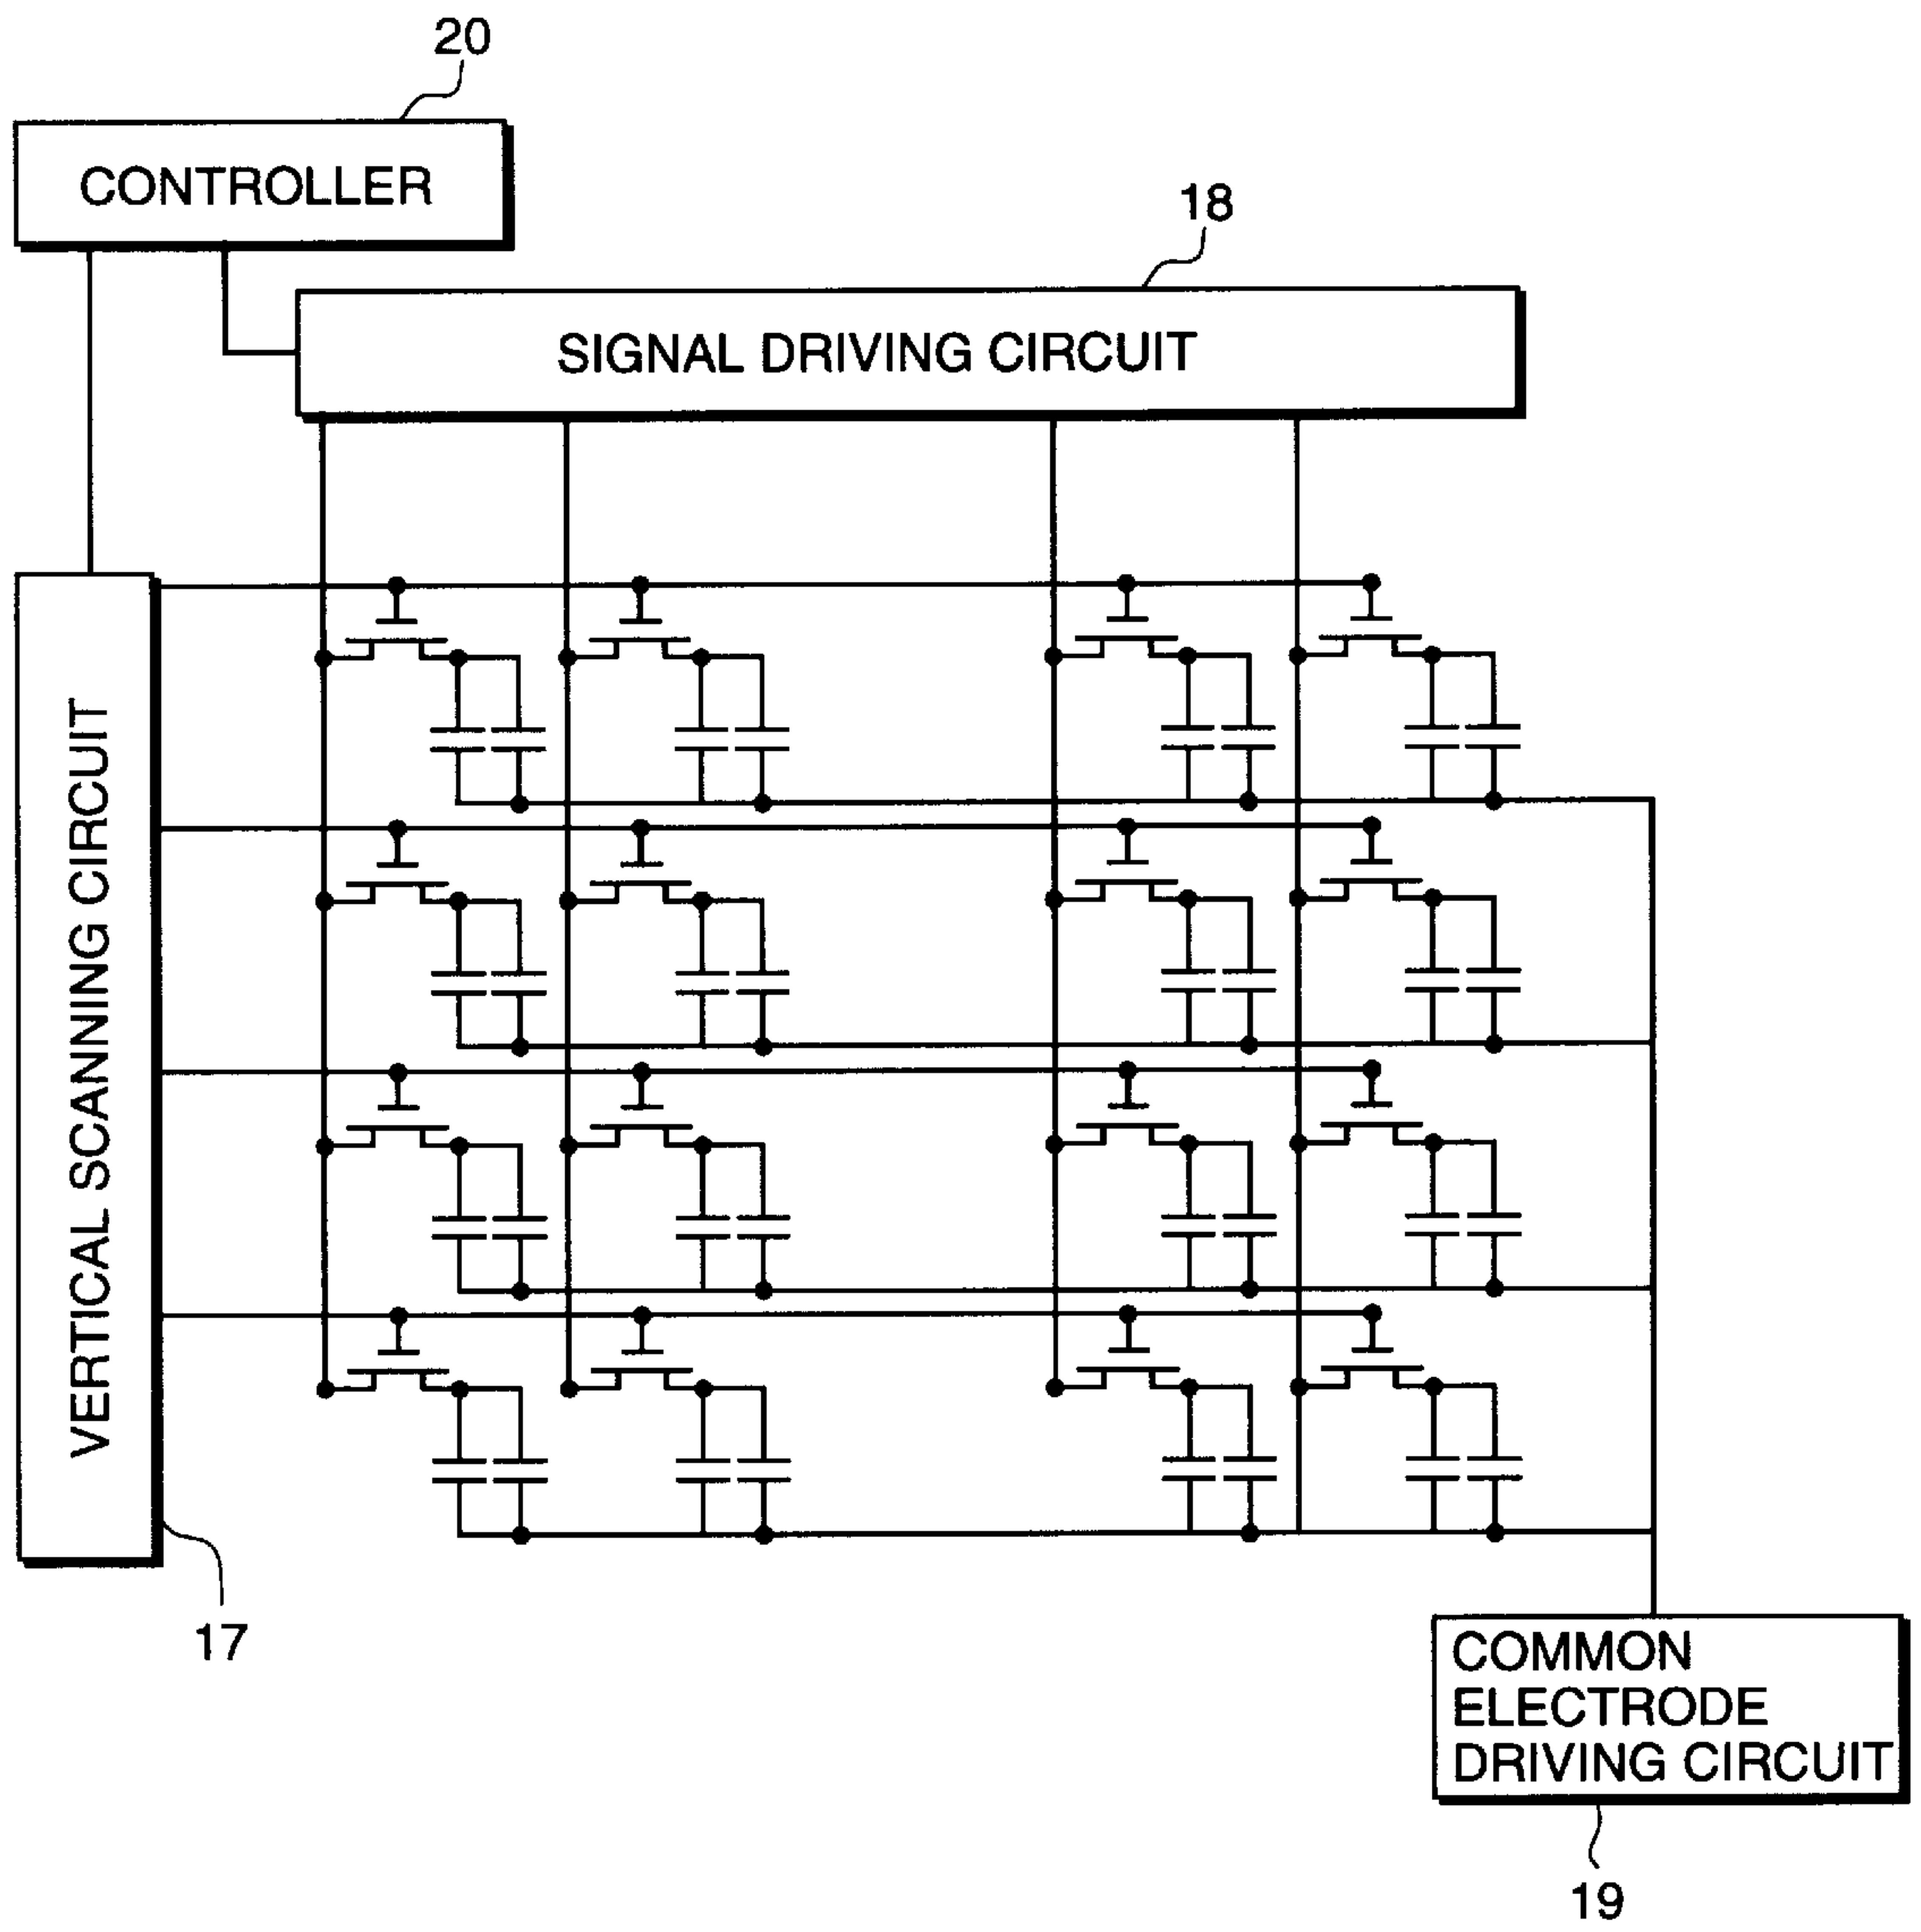 20
CONTROLLER
18
SIGNAL DRIVING CIRCUIT
VERTICAL SCANNING CIRCUIT
17
COMMON
ELECTRODE
DRIVING CIRCUIT
19